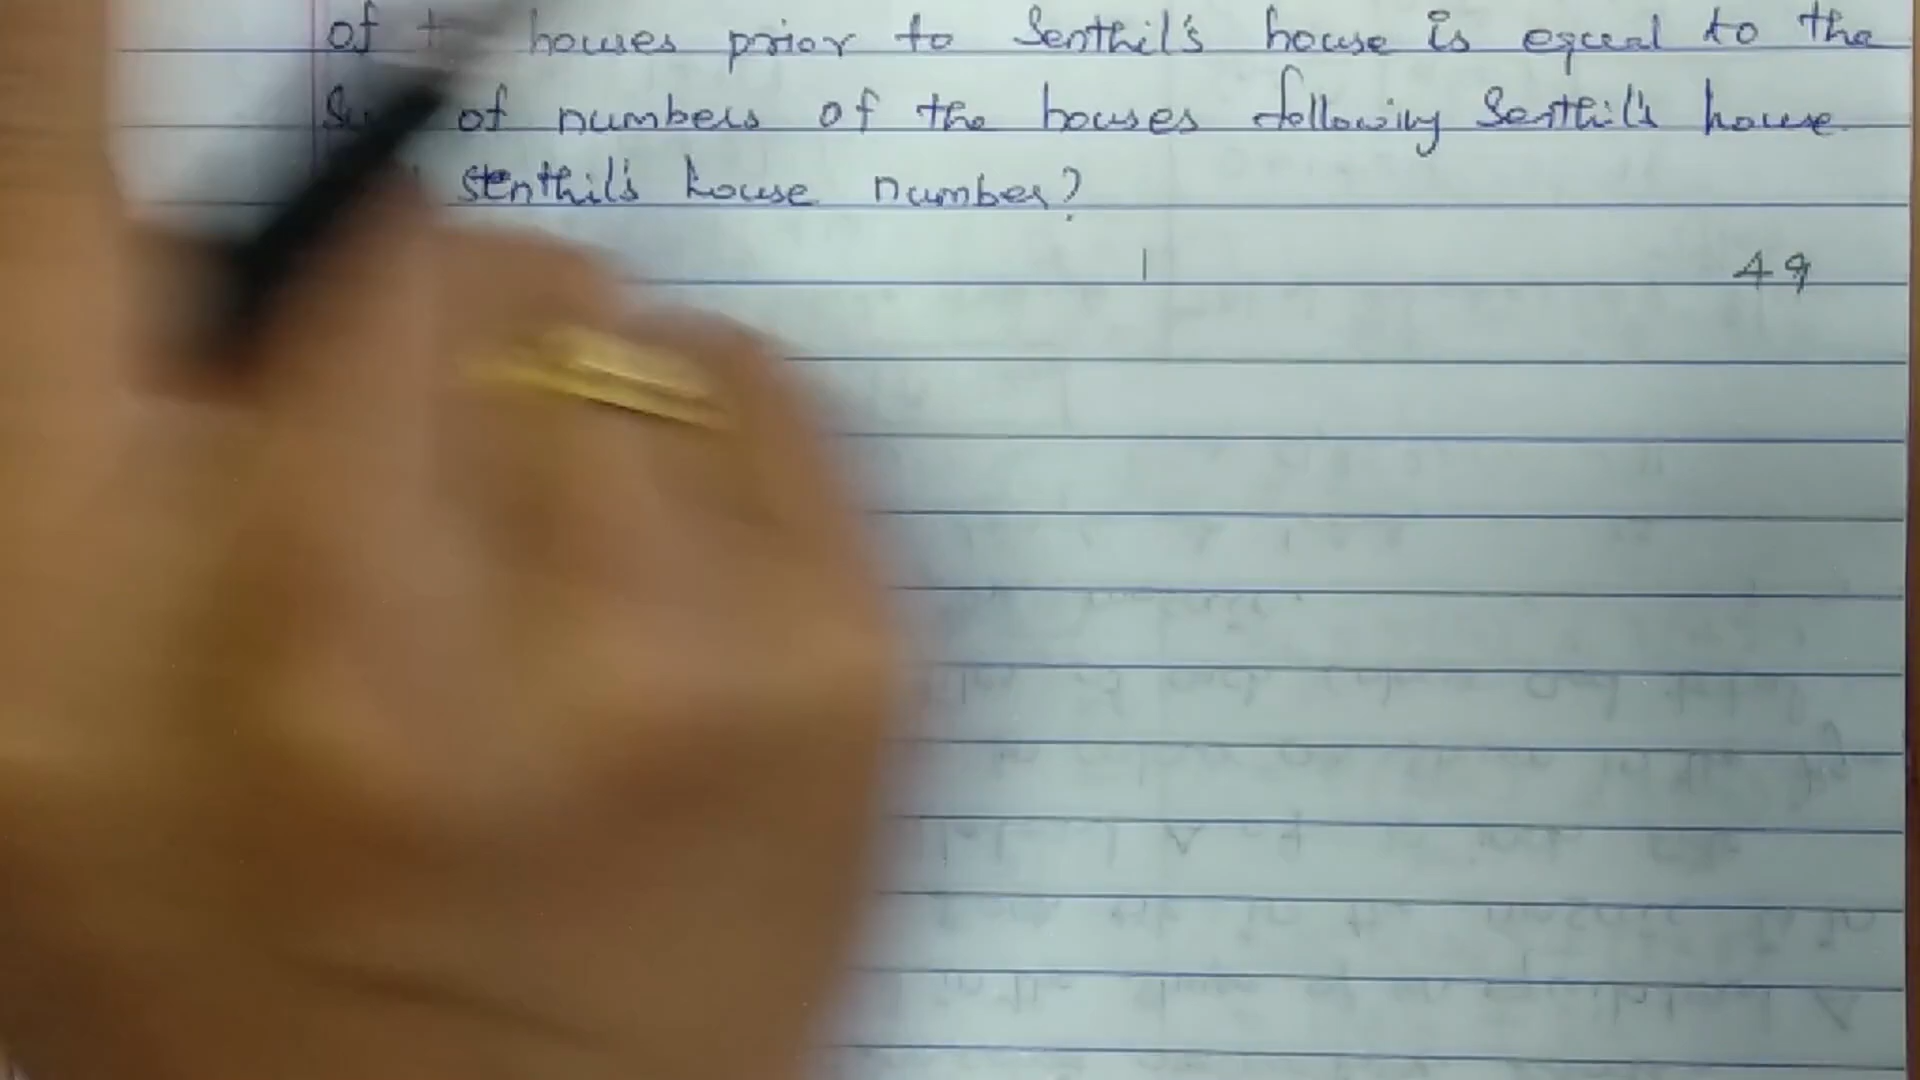 of houses prior to Senthil's house is equal to the
of numbers of the houses following Senthil's house
Senthil's house number?
1 49